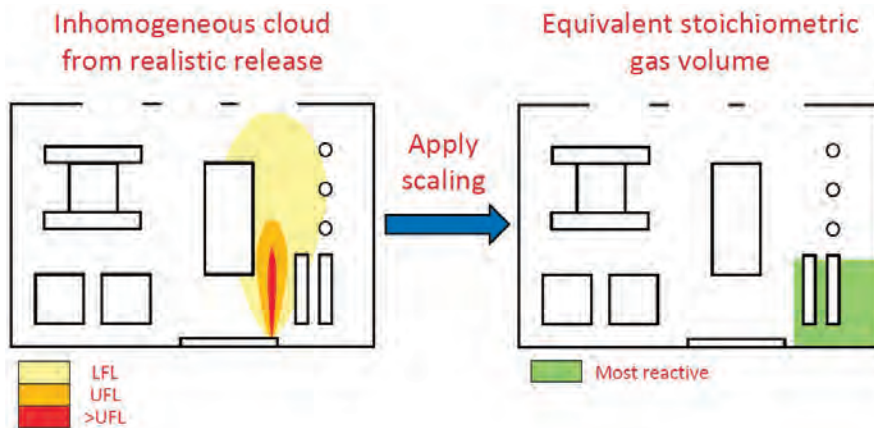 Inhomogeneous cloud
from realistic release
Equivalent stoichiometric
gas volume
Apply
scaling
LFL
UFL
>UFL
Most reactive